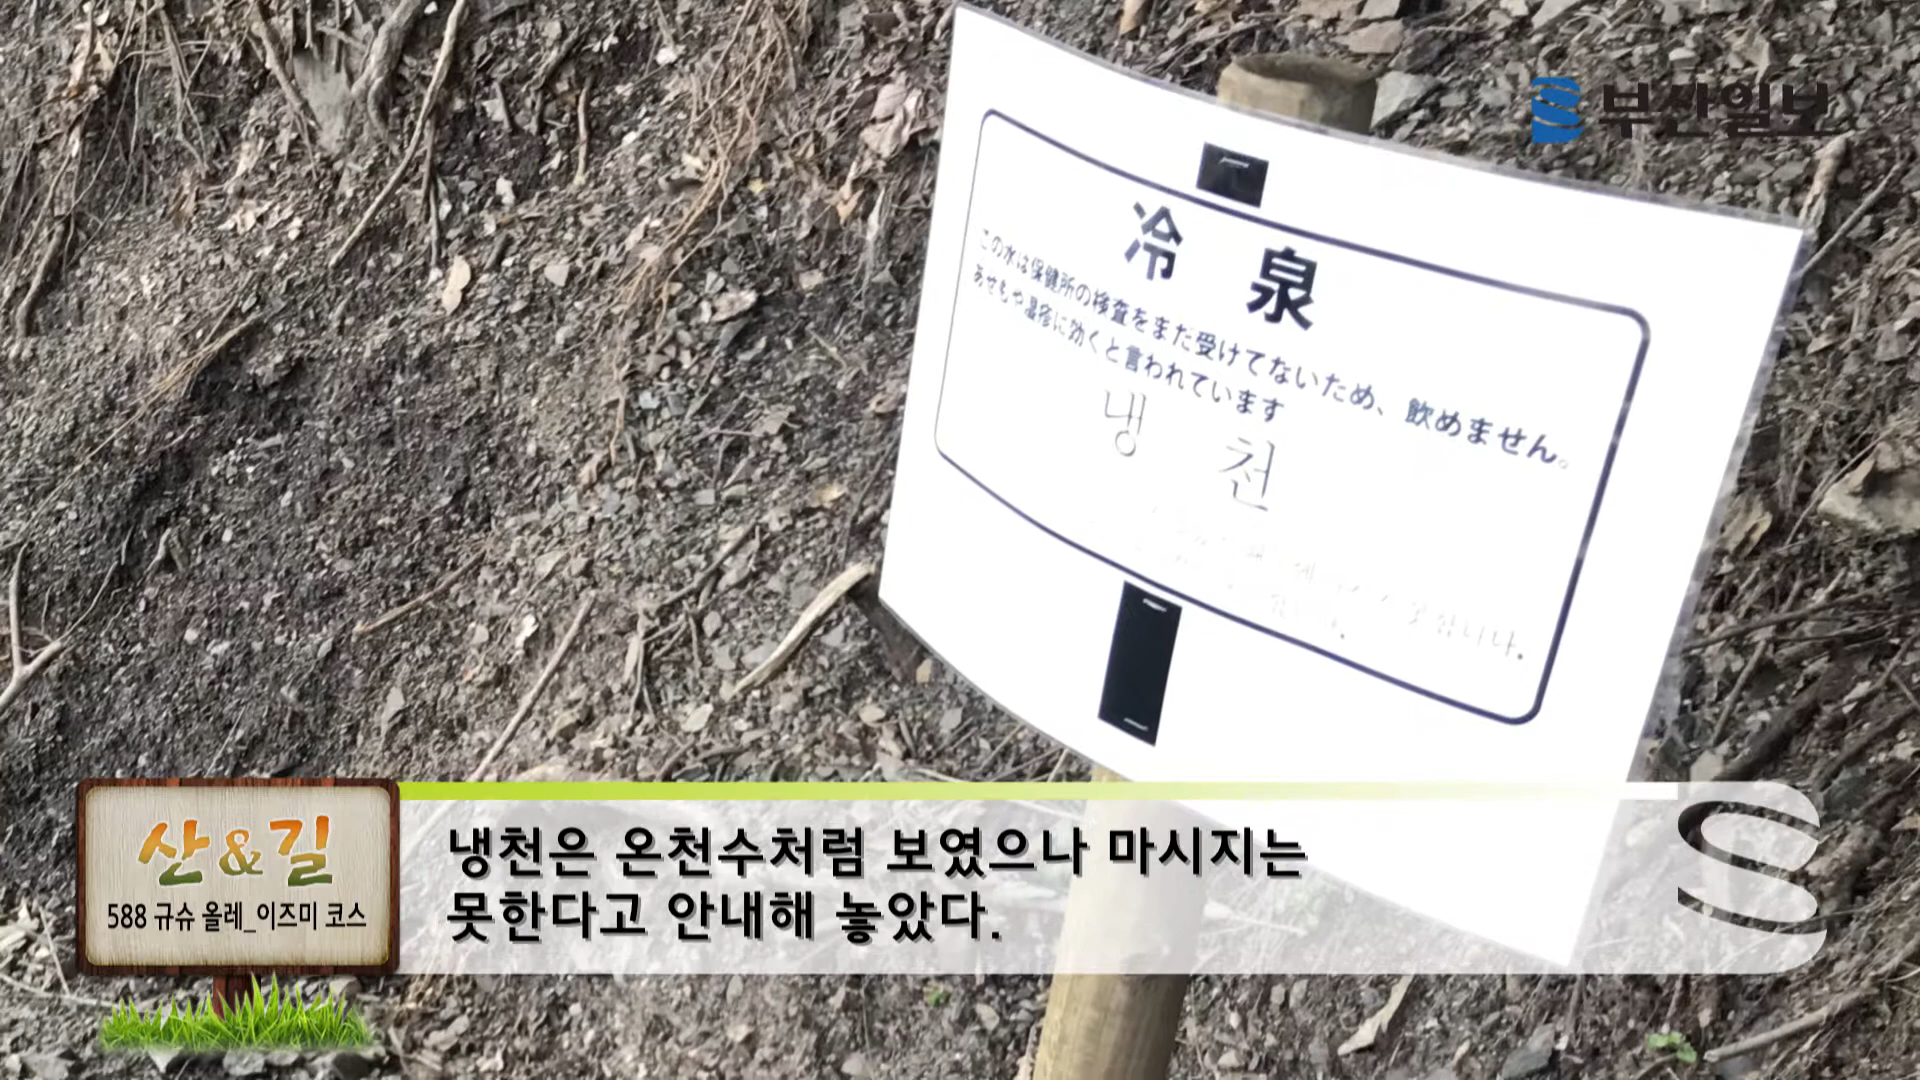 부산일보
冷泉
この水は保健所の検査をまだ受けてないため、飲めません。
あせもや湿疹に効くと言われています
냉천
산&길
588 규슈 올레_이즈미 코스
냉천은 온천수처럼 보였으나 마시지는
못한다고 안내해 놓았다.